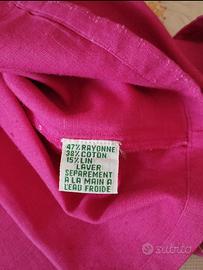 47% RAYONNE
38% COTON
15% LIN
LAVER
SEPAREMENT
A LA MAIN A
L'EAU FROIDE
subito